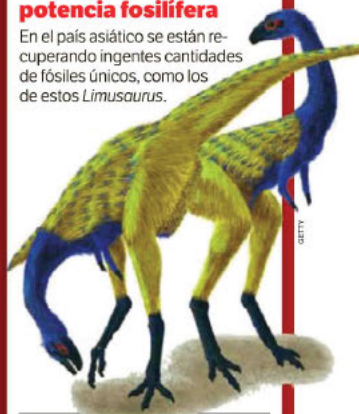 potencia fosilífera
En el país asiático se están re-
cuperando ingentes cantidades
de fósiles únicos, como los
de estos Limusaurus.
GETTY